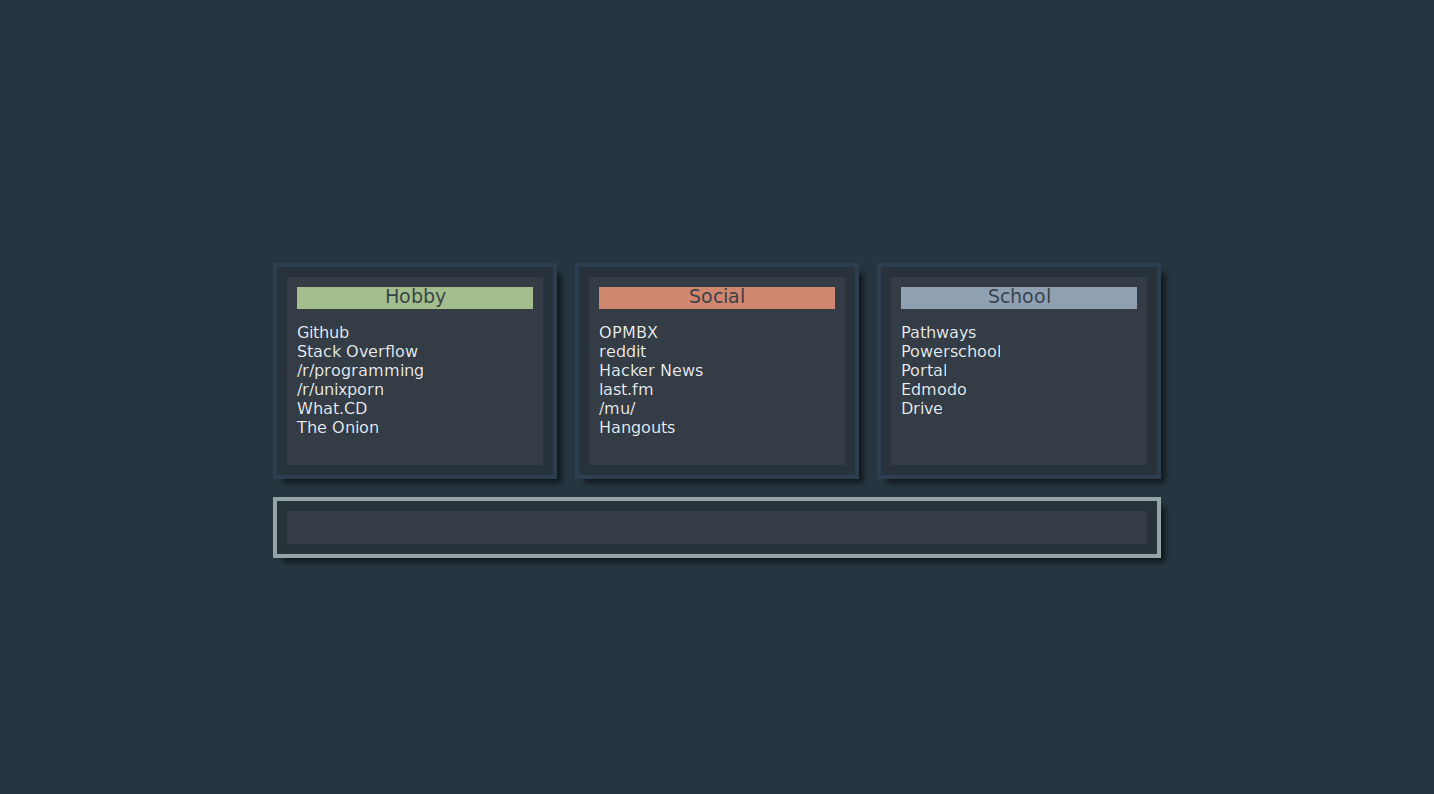 Hobby
Github
Stack Overflow
/r/programming
/r/unixporn
What.CD
The Onion
Social
OPMBX
reddit
Hacker News
last.fm
/mu/
Hangouts
School
Pathways
Powerschool
Portal
Edmodo
Drive